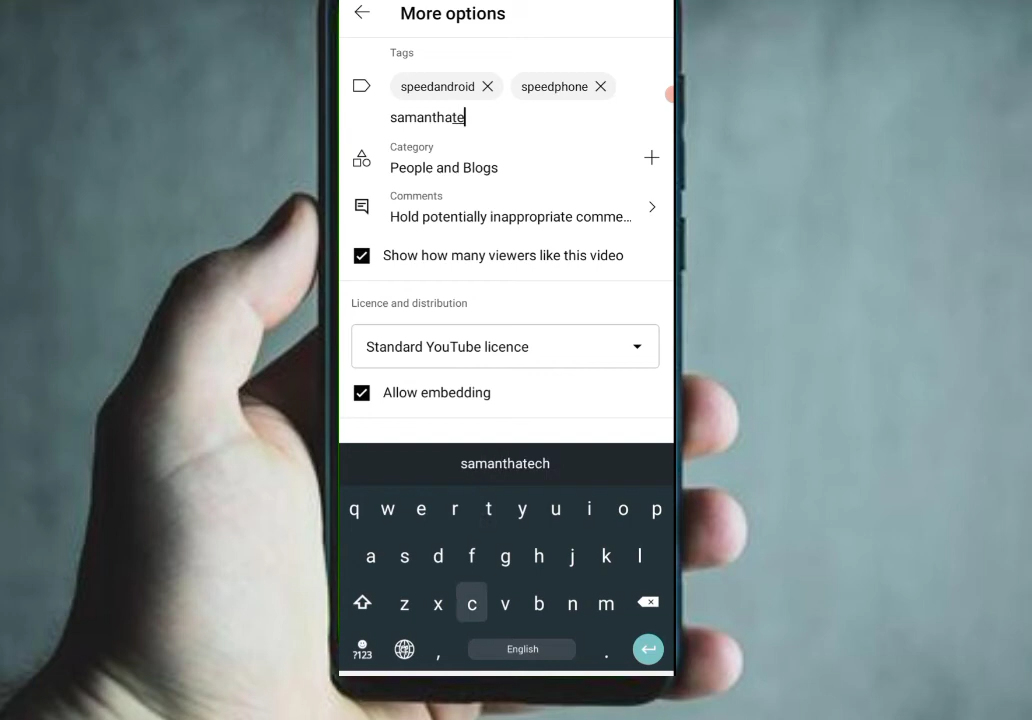 More options
Tags
speedandroid speedphone
samanthate
Category
People and Blogs
Comments
Hold potentially inappropriate comme...
Show how many viewers like this video
Licence and distribution
Standard YouTube licence
Allow embedding
samanthatech
q w e r t y u i o p
a s d f g h j k l
z x c v b n m
?123 , English .